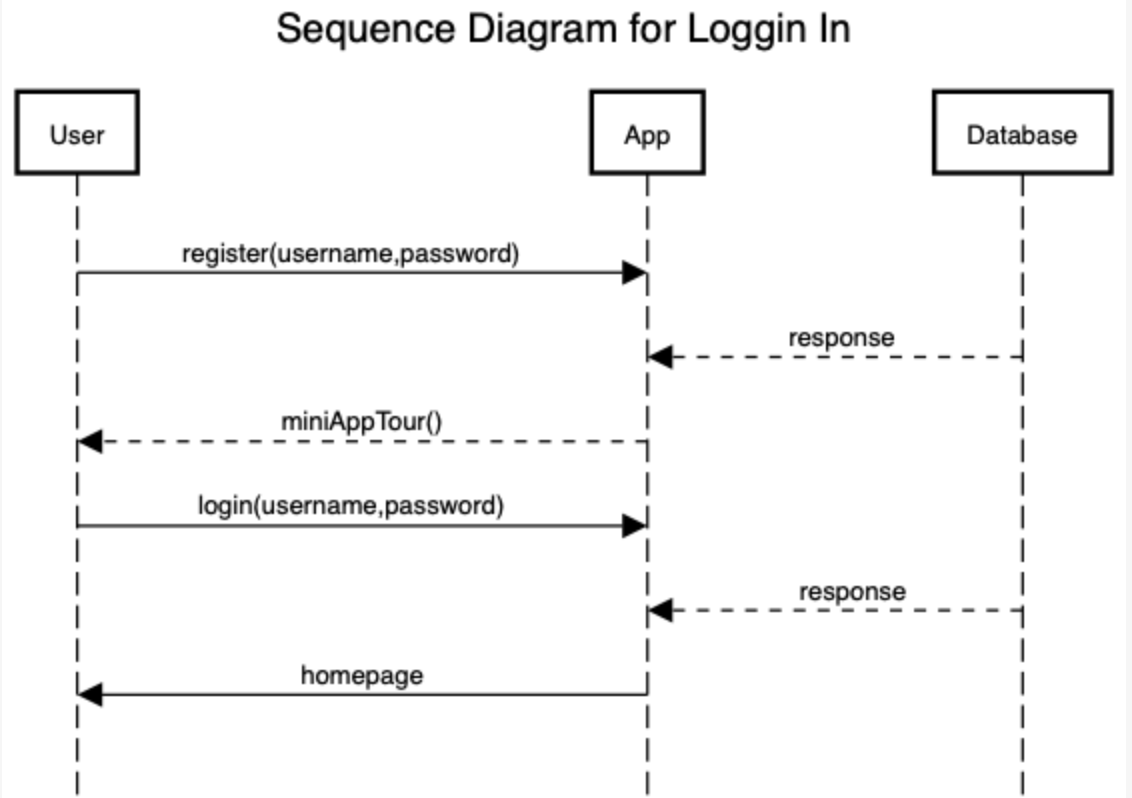 Sequence Diagram for Loggin In
User
App
Database
register(username,password)
response
miniAppTour()
login(username,password)
response
homepage